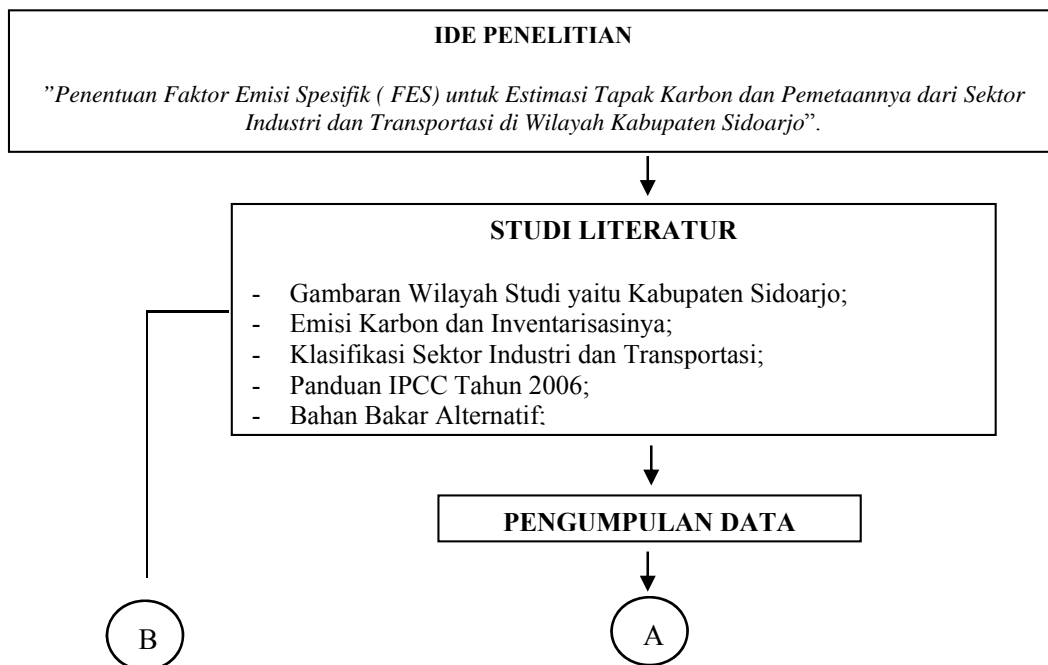 IDE PENELITIAN
”Penentuan Faktor Emisi Spesifik ( FES) untuk Estimasi Tapak Karbon dan Pemetaannya dari Sektor
Industri dan Transportasi di Wilayah Kabupaten Sidoarjo”.
STUDI LITERATUR
- Gambaran Wilayah Studi yaitu Kabupaten Sidoarjo;
- Emisi Karbon dan Inventarisasinya;
- Klasifikasi Sektor Industri dan Transportasi;
- Panduan IPCC Tahun 2006;
- Bahan Bakar Alternatif;
PENGUMPULAN DATA
B
A